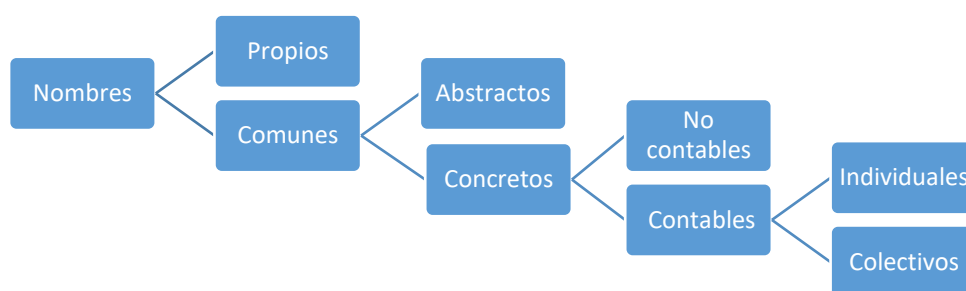 Nombres
Propios
Comunes
Abstractos
Concretos
No
contables
Contables
Individuales
Colectivos